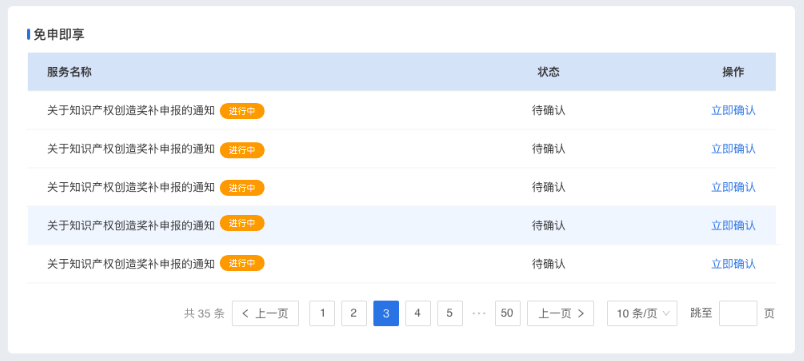 免申即享
服务名称 状态 操作
关于知识产权创造奖补申报的通知 进行中 待确认 立即确认
关于知识产权创造奖补申报的通知 进行中 待确认 立即确认
关于知识产权创造奖补申报的通知 进行中 待确认 立即确认
关于知识产权创造奖补申报的通知 进行中 待确认 立即确认
关于知识产权创造奖补申报的通知 进行中 待确认 立即确认
共 35 条 < 上一页 1 2 3 4 5 ··· 50 上一页 > 10 条/页 跳至 页